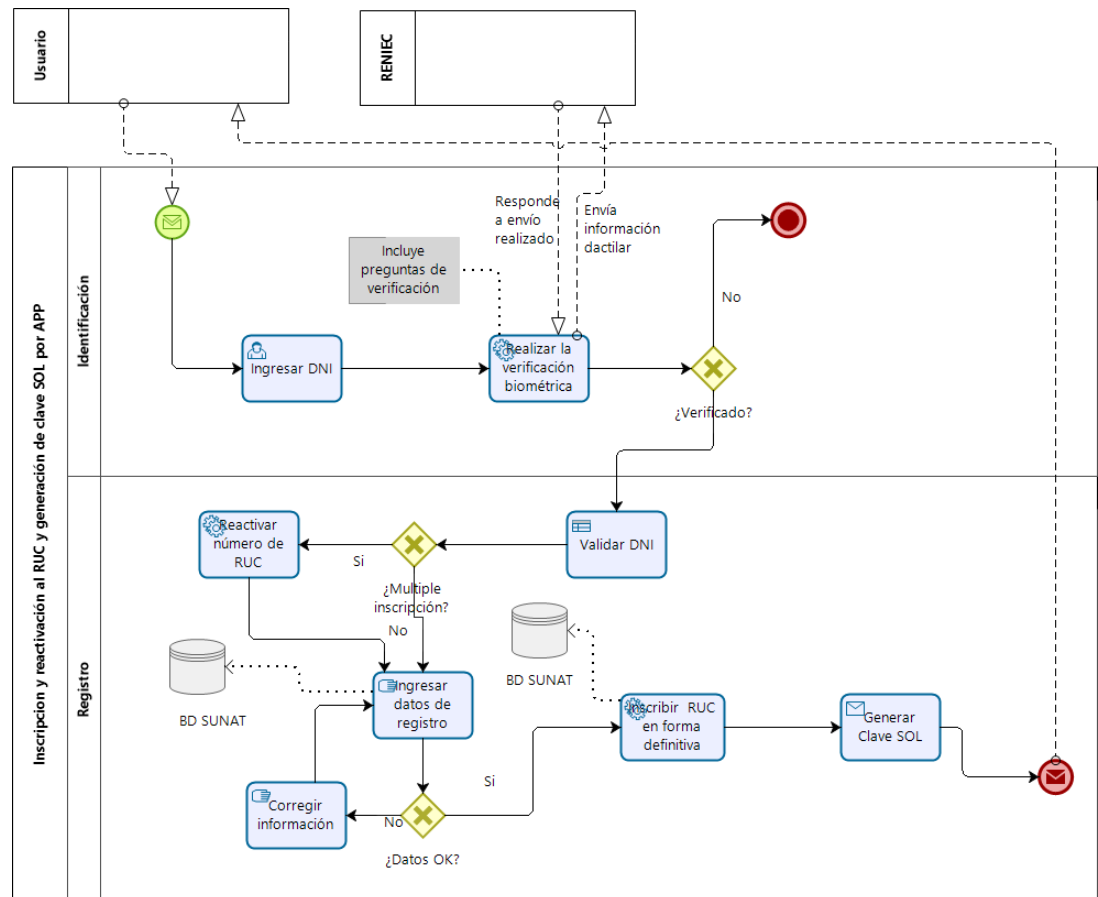 Usuario
RENIEC
Inscripcion y reactivación al RUC y generación de clave SOL por APP
Identificación
Responde
a envío
realizado
Envía
información
dactilar
Incluye
preguntas de
verificación
No
Ingresar DNI
Realizar la
verificación
biométrica
¿Verificado?
Registro
Reactivar
número de
RUC
Si
Validar DNI
¿Multiple
inscripción?
No
BD SUNAT
Ingresar
datos de
registro
BD SUNAT
Inscribir RUC
en forma
definitiva
Generar
Clave SOL
Si
Corregir
información
No
¿Datos OK?